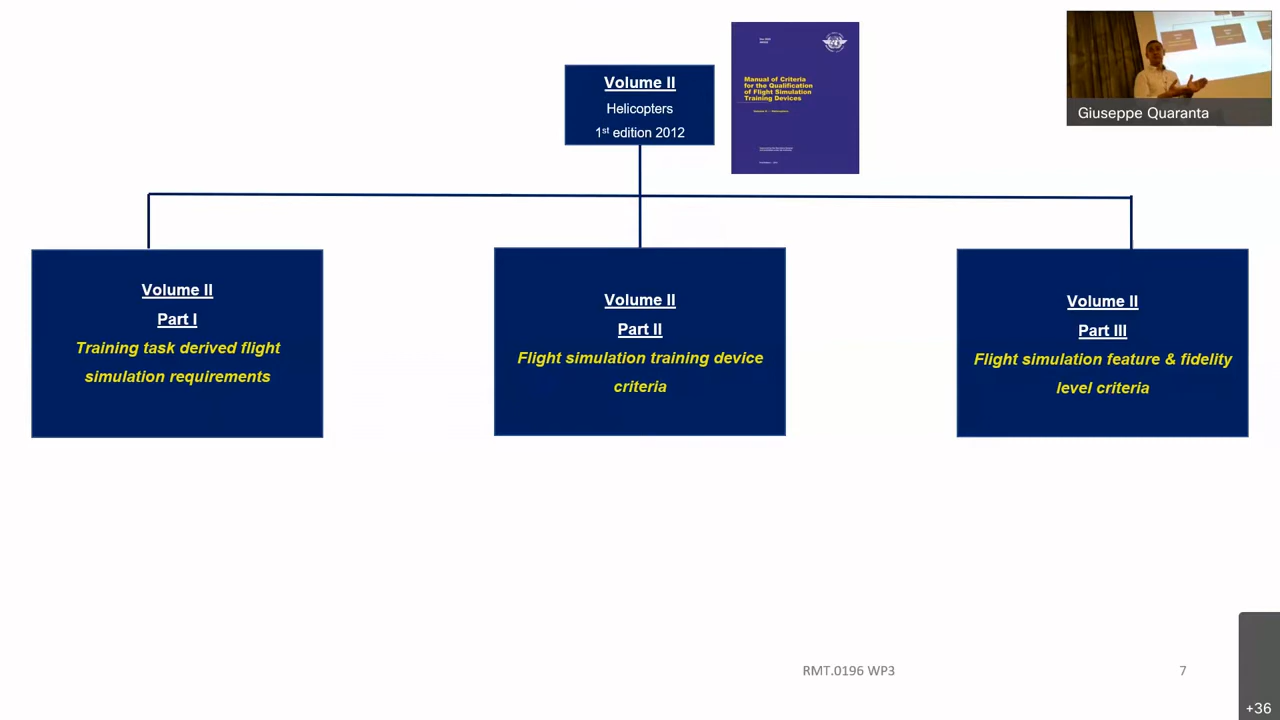 Volume II
Helicopters
1st edition 2012
Manual of Criteria
for the Qualification
of Flight Simulation
Training Devices
Giuseppe Quaranta
Volume II
Part I
Training task derived flight
simulation requirements
Volume II
Part II
Flight simulation training device
criteria
Volume II
Part III
Flight simulation feature & fidelity
level criteria
RMT.0196 WP3
7
+36